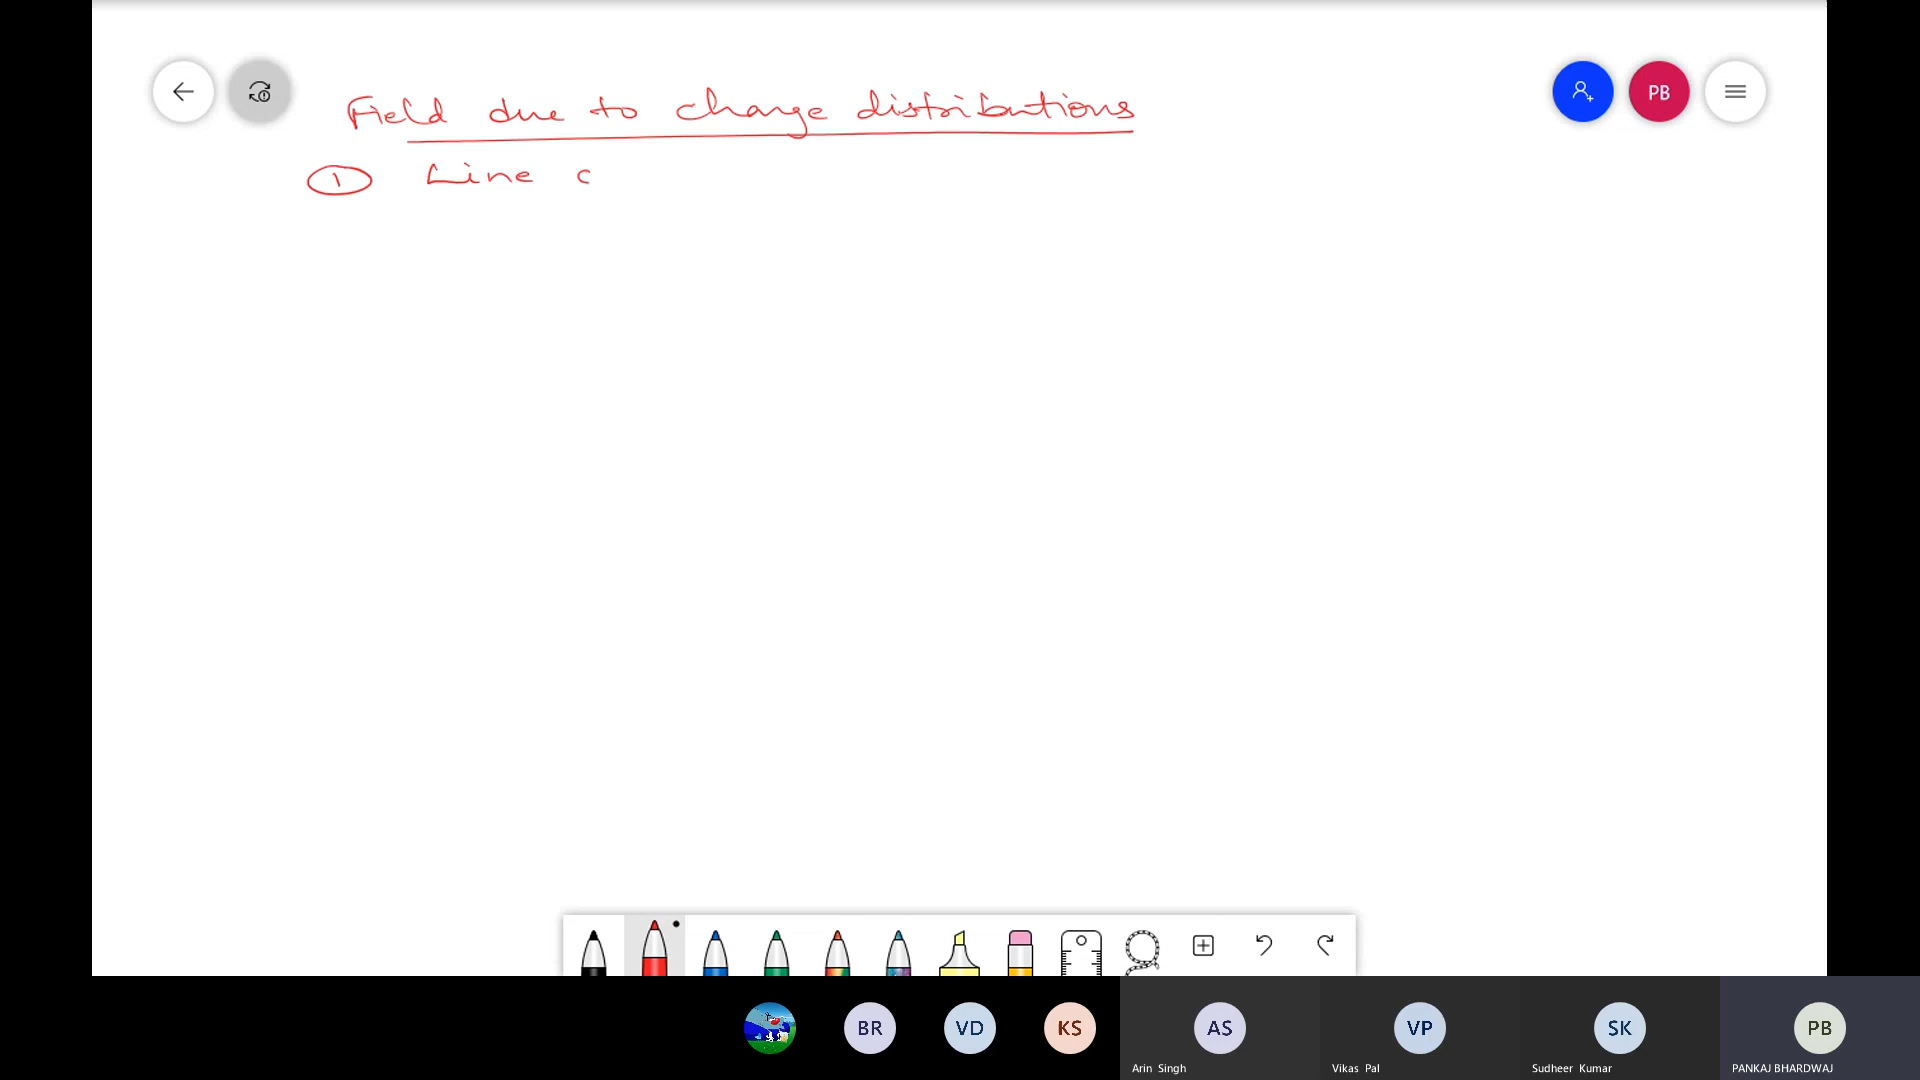 Field due to charge distributions
PB
① Line c
BR
VD
KS
AS
VP
SK
PB
Arin Singh
Vikas Pal
Sudheer Kumar
PANKAJ BHARDWAJ